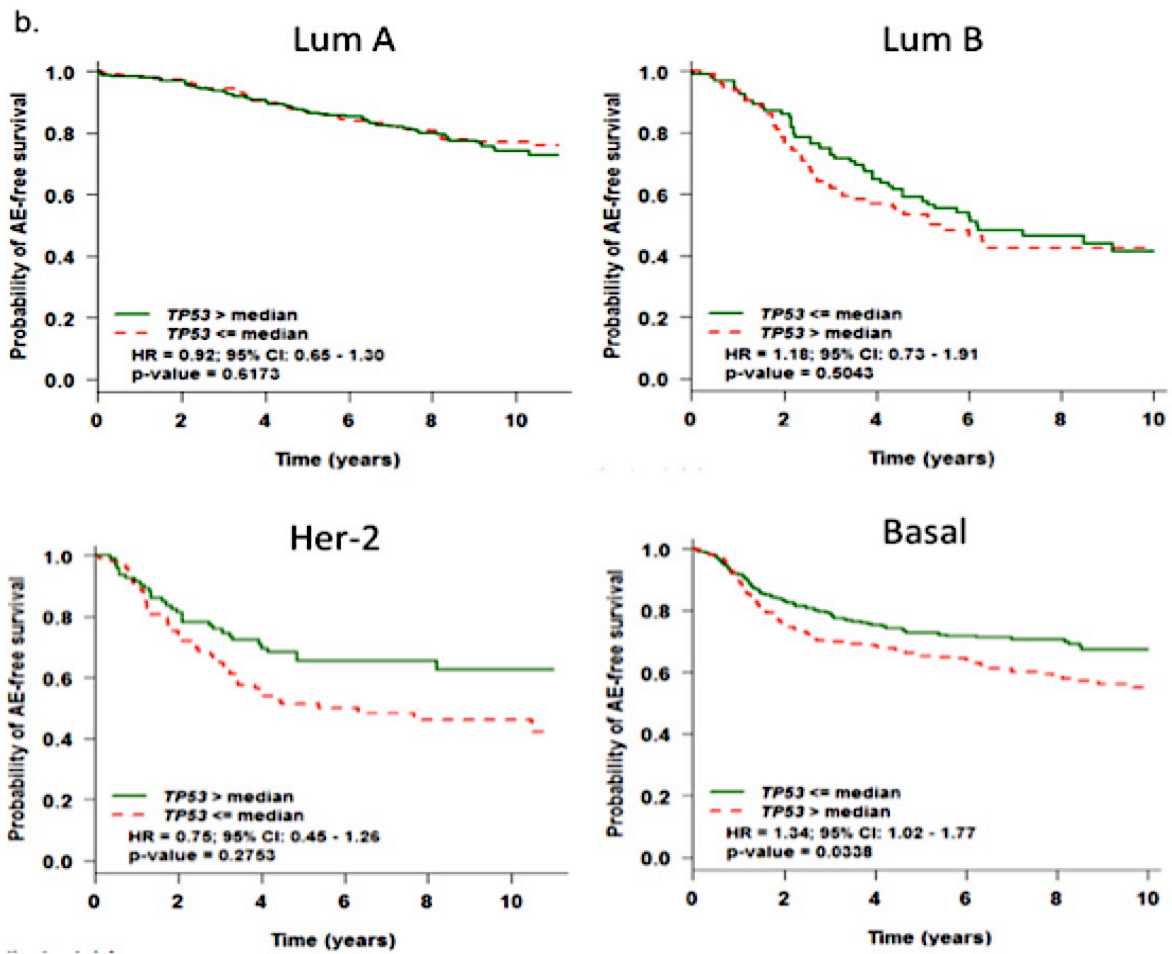 b.
Lum A
Probability of AE-free survival
1.0
0.8
0.6
0.4
0.2
0.0
TP53 > median
TP53 <= median
HR = 0.92; 95% CI: 0.65 - 1.30
p-value = 0.6173
0 2 4 6 8 10
Time (years)
Lum B
Probability of AE-free survival
1.0
0.8
0.6
0.4
0.2
0.0
TP53 <= median
TP53 > median
HR = 1.18; 95% CI: 0.73 - 1.91
p-value = 0.5043
0 2 4 6 8 10
Time (years)
Her-2
Probability of AE-free survival
1.0
0.8
0.6
0.4
0.2
0.0
TP53 > median
TP53 <= median
HR = 0.75; 95% CI: 0.45 - 1.26
p-value = 0.2753
0 2 4 6 8 10
Time (years)
Basal
Probability of AE-free survival
1.0
0.8
0.6
0.4
0.2
0.0
TP53 <= median
TP53 > median
HR = 1.34; 95% CI: 1.02 - 1.77
p-value = 0.0338
0 2 4 6 8 10
Time (years)